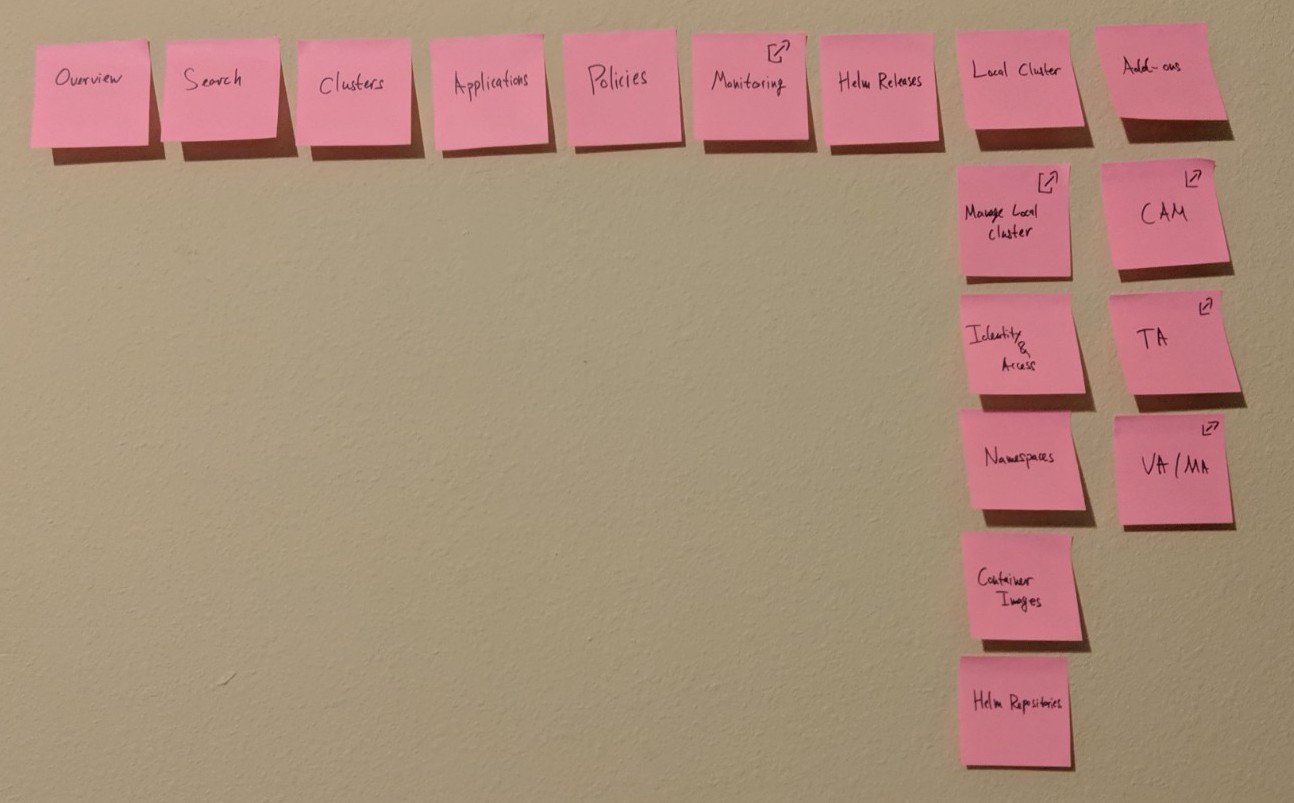 Overview
Search
Clusters
Applications
Policies
Monitoring
Helm Releases
Local Cluster
Add-ons
Manage Local
Cluster
CAM
Identity
&
Access
TA
Namespaces
VA/MA
Container
Images
Helm Repositories